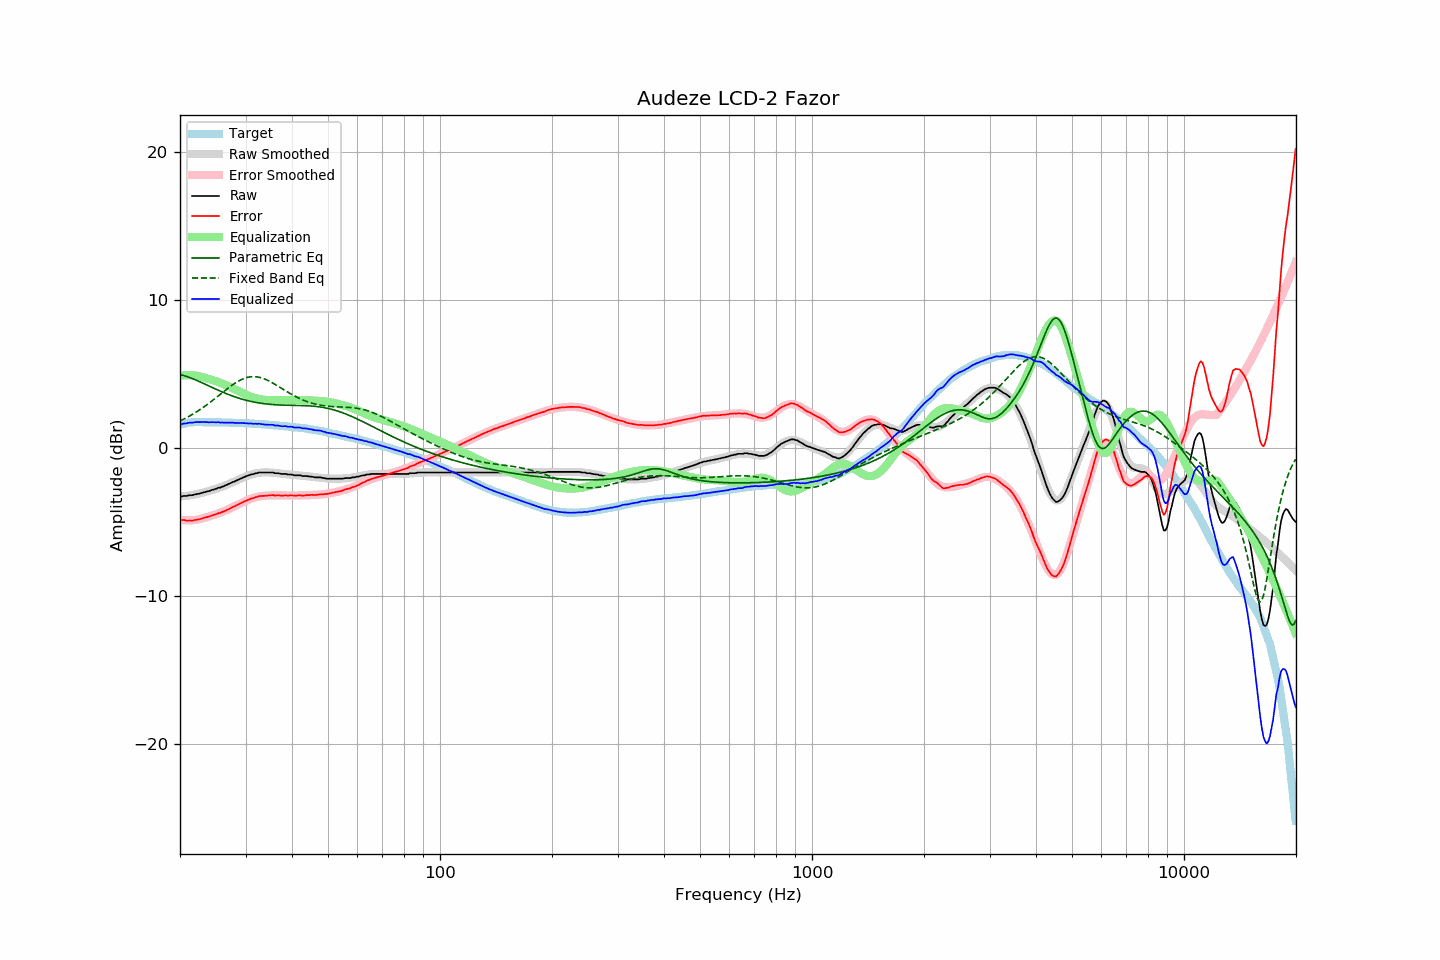 Audeze LCD-2 Fazor
Target
Raw Smoothed
Error Smoothed
Raw
Error
Equalization
Parametric Eq
Fixed Band Eq
Equalized
20
10
0
−10
−20
Amplitude (dBr)
100
1000
10000
Frequency (Hz)